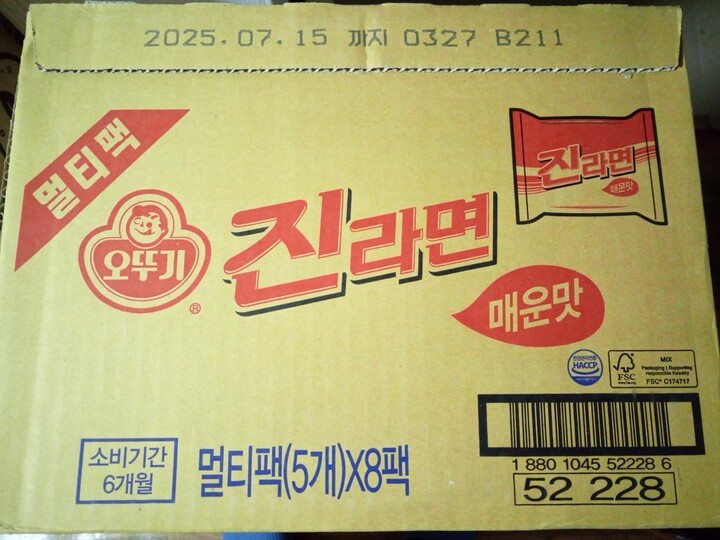 2025.07.15 까지 0327 B211
멀티팩
진라면
매운맛
오뚜기
®
진라면
매운맛
HACCP
FSC
MIX
Packaging | Supporting
responsible forestry
FSC® C174717
소비기간
6개월
멀티팩(5개)X8팩
1 880 1045 52228 6
52 228